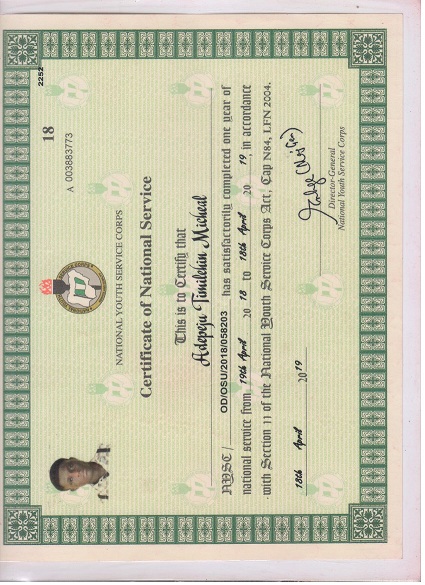 2252
18
A 003883773
NATIONAL YOUTH SERVICE CORPS
Certificate of National Service
This is to Certify that
Adepeju Timilehin Micheal
NYSC/ OD/OSU/2018/058203 has satisfactorily completed one year of
national service from 19th April 20 18 to 18th April 20 19 in accordance
with Section 11 of the National Youth Service Corps Act, Cap N84, LFN 2004.
18th April 2019
Director-General
National Youth Service Corps